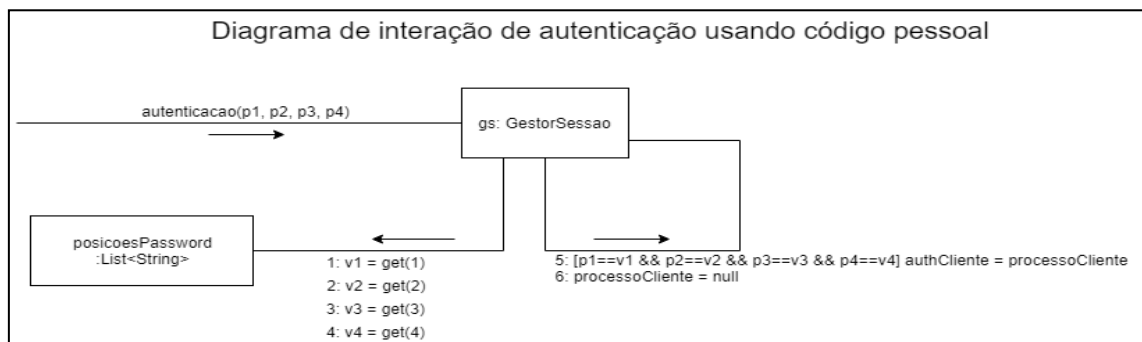 Diagrama de interação de autenticação usando código pessoal
autenticacao(p1, p2, p3, p4)
gs: GestorSessao
posicoesPassword
:List<String>
1: v1 = get(1)
2: v2 = get(2)
3: v3 = get(3)
4: v4 = get(4)
5: [p1==v1 && p2==v2 && p3==v3 && p4==v4] authCliente = processoCliente
6: processoCliente = null